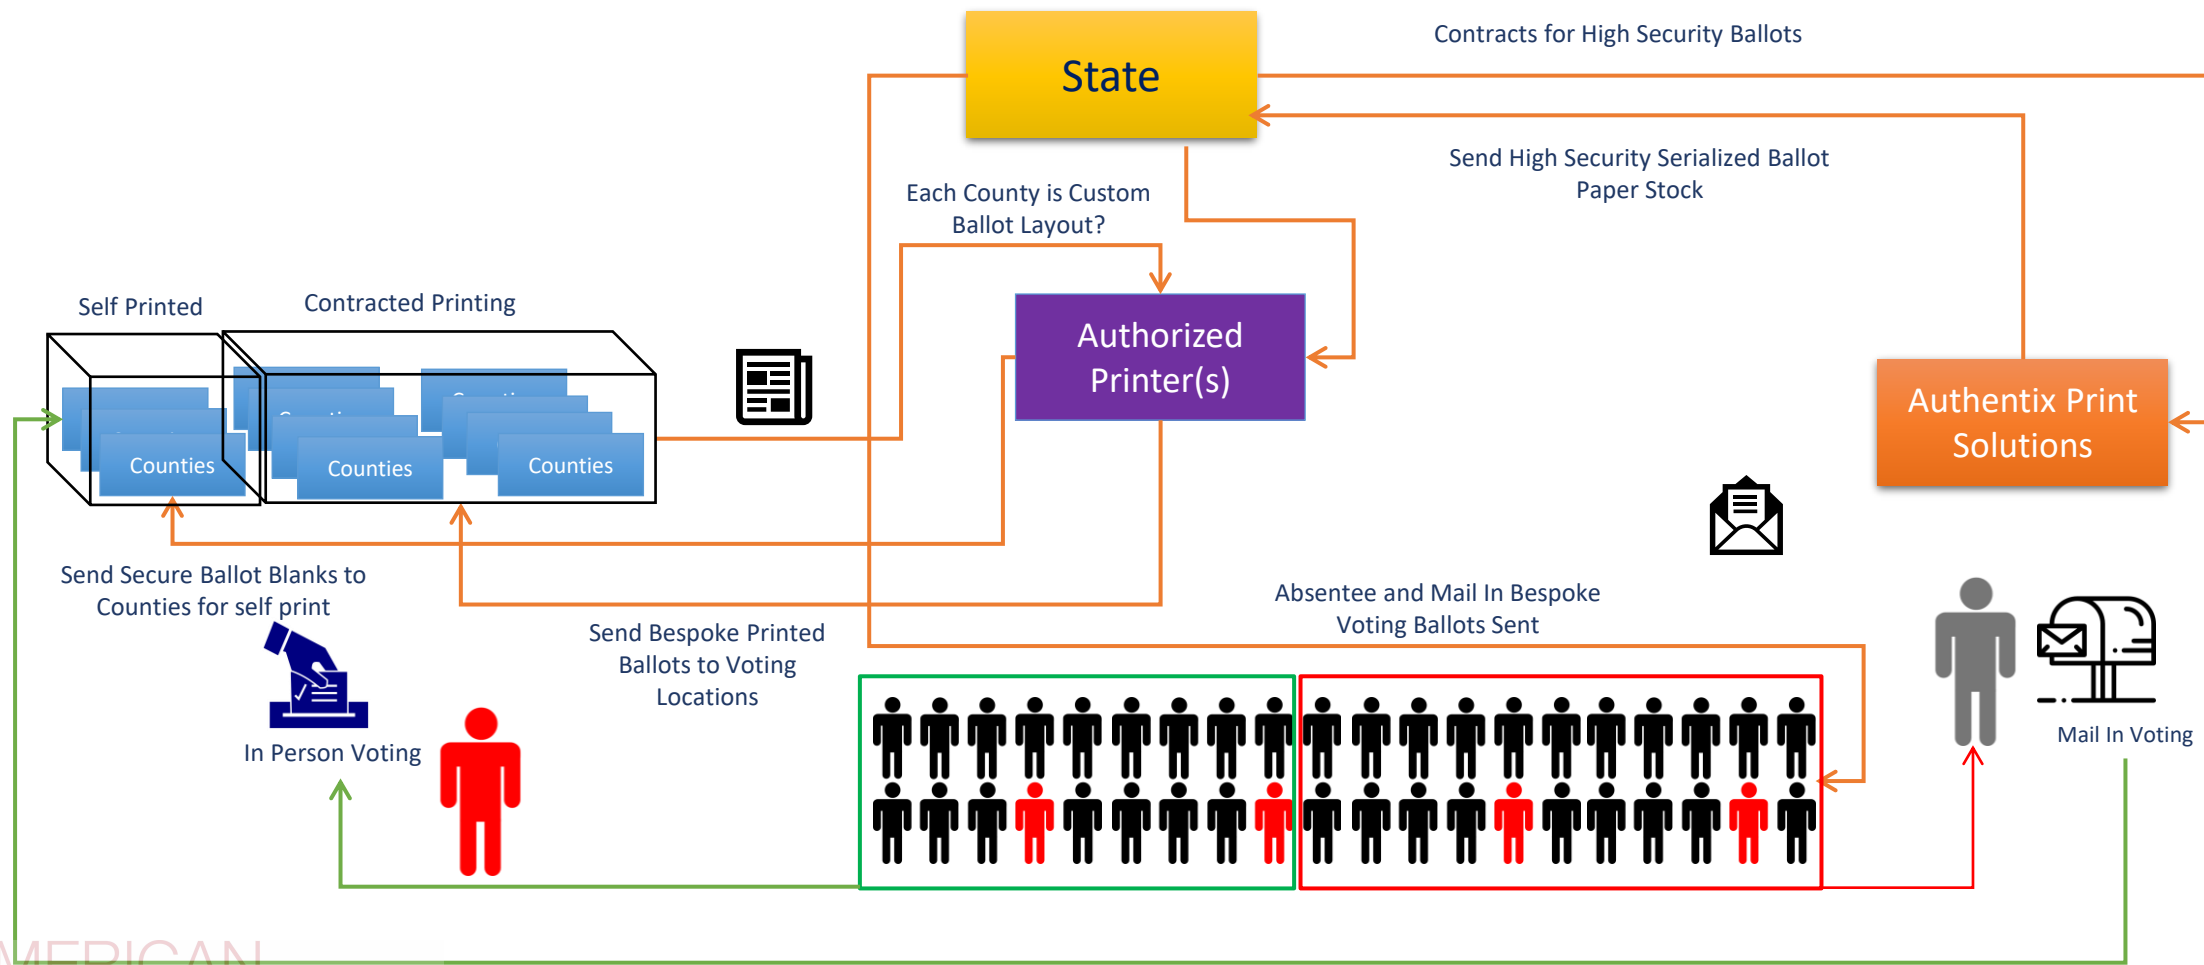 Contracts for High Security Ballots
State
Send High Security Serialized Ballot
Paper Stock
Each County is Custom
Ballot Layout?
Self Printed
Contracted Printing
Authorized
Printer(s)
Authentix Print
Solutions
Counties
Counties
Counties
Send Secure Ballot Blanks to
Counties for self print
Absentee and Mail In Bespoke
Voting Ballots Sent
Send Bespoke Printed
Ballots to Voting
Locations
In Person Voting
Mail In Voting